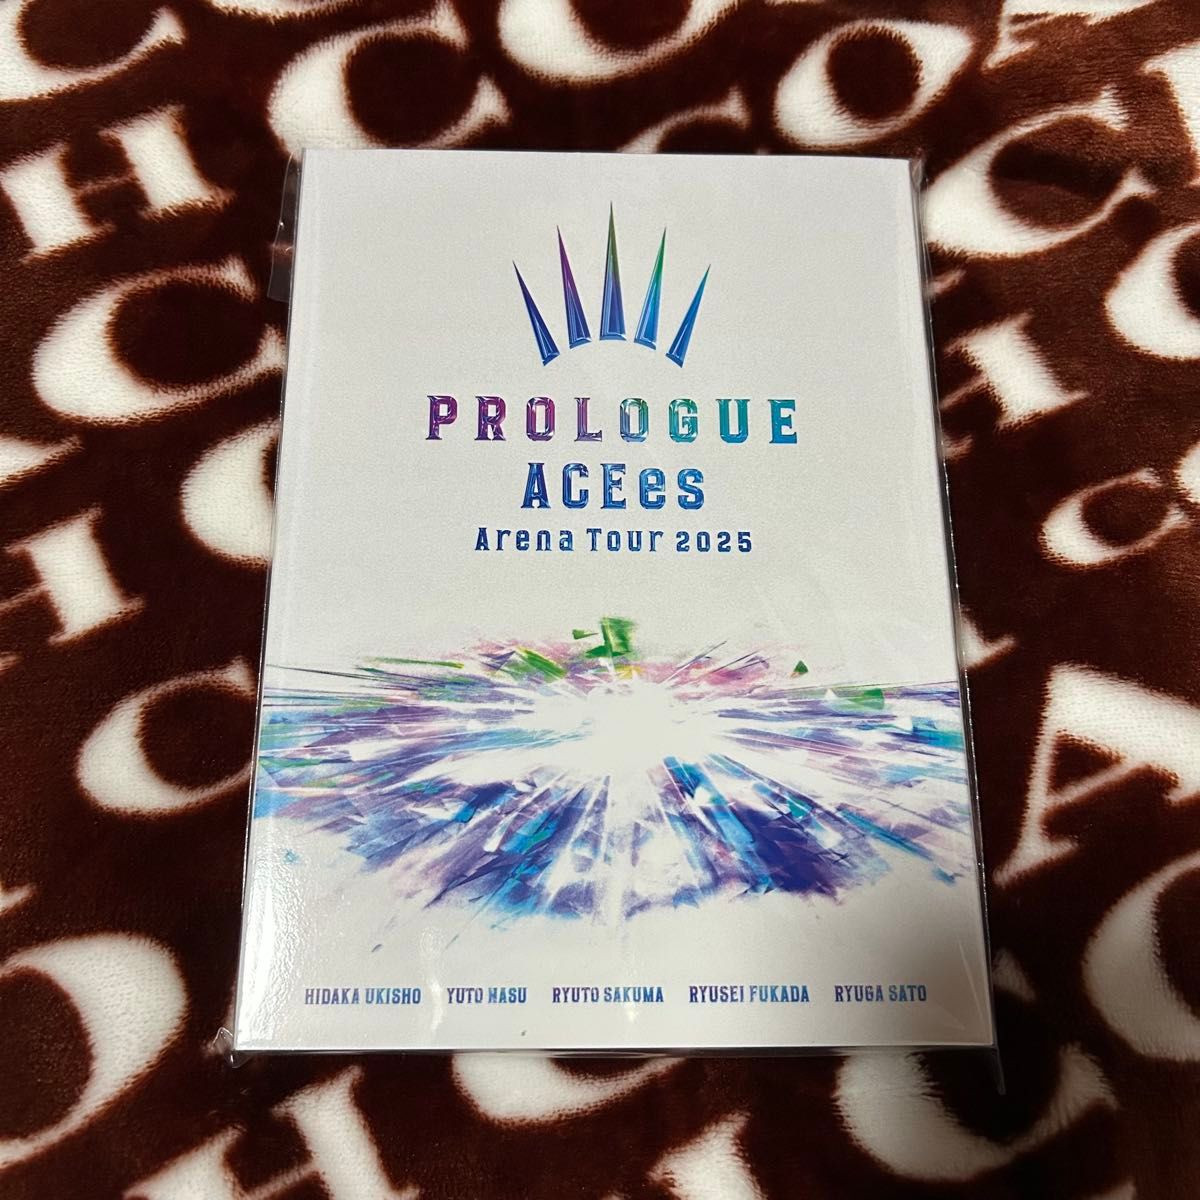 PROLOGUE
ACEes
Arena Tour 2025
HIDAKA UKISHO YUTO NASU RYUTO SAKUMA RYUSEI FUKADA RYUGA SATO